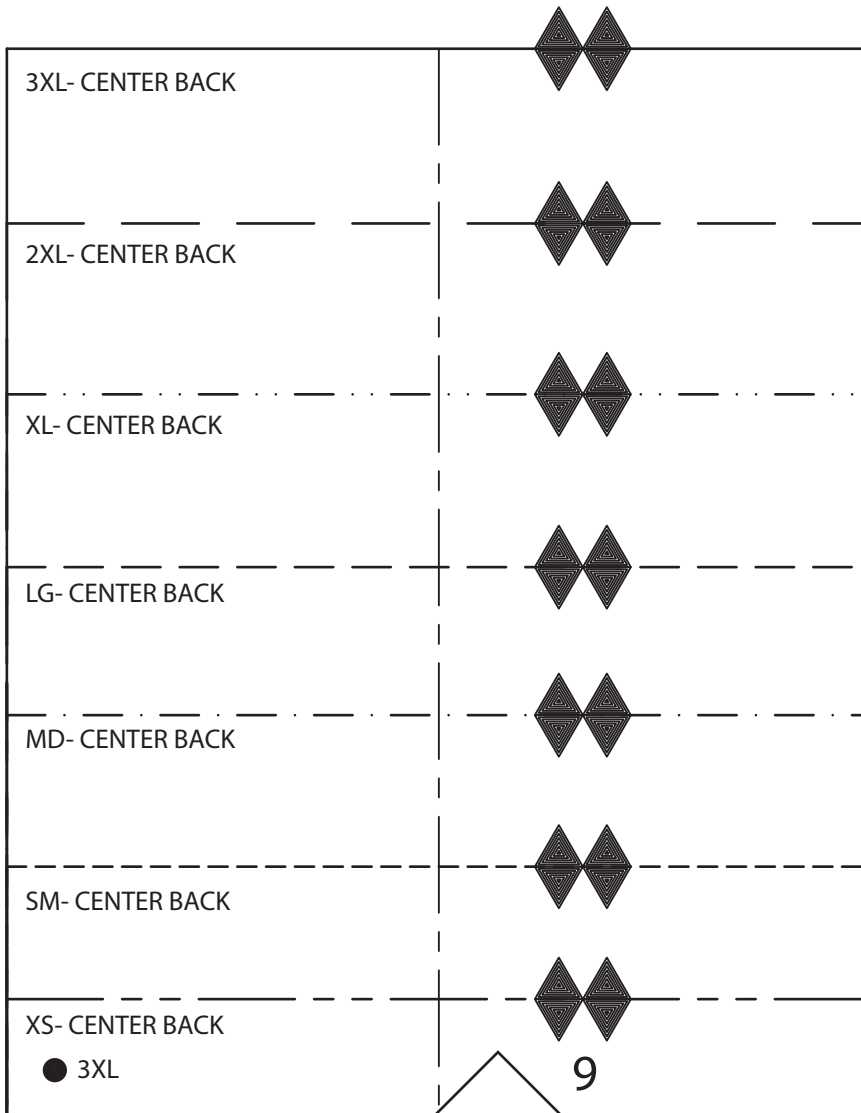 3XL- CENTER BACK
2XL- CENTER BACK
XL- CENTER BACK
LG- CENTER BACK
MD- CENTER BACK
SM- CENTER BACK
XS- CENTER BACK
3XL
9